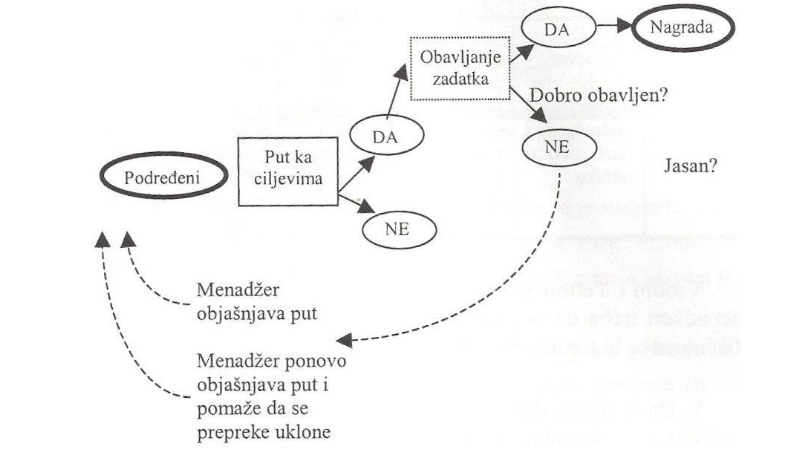 DA
Nagrada
Obavljanje
zadatka
Dobro obavljen?
DA
NE
Put ka
ciljevima
Jasan?
Podređeni
NE
Menadžer
objašnjava put
Menadžer ponovo
objašnjava put i
pomaže da se
prepreke uklone